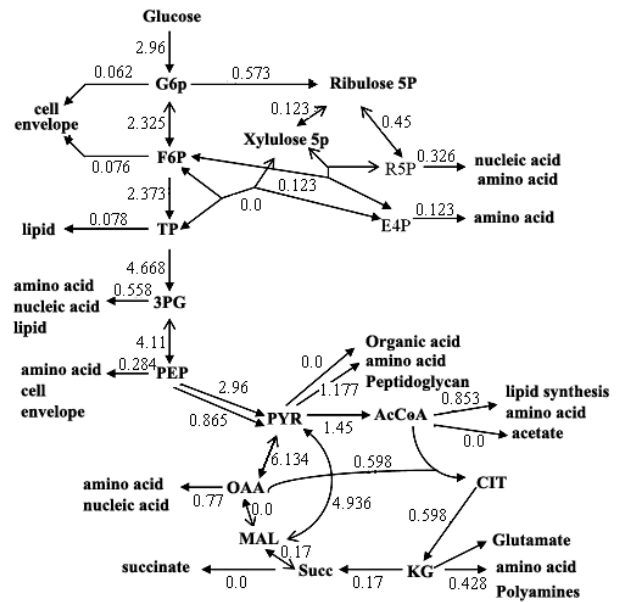 Glucose
2.96
0.062
G6p
0.573
Ribulose 5P
cell
envelope
2.325
0.123
0.45
Xylulose 5p
0.076
F6P
R5P
0.326
nucleic acid
amino acid
2.373
0.123
0.0
0.078
lipid
TP
E4P
0.123
amino acid
4.668
amino acid
nucleic acid
lipid
0.558
3PG
4.11
amino acid
cell
envelope
0.284
PEP
0.0
Organic acid
amino acid
Peptidoglycan
1.177
2.96
0.865
PYR
1.45
AcCoA
0.853
lipid synthesis
amino acid
acetate
0.0
6.134
0.598
amino acid
nucleic acid
0.77
OAA
0.0
4.936
CIT
0.598
MAL
0.17
Glutamate
succinate
0.0
Succ
0.17
KG
0.428
amino acid
Polyamines